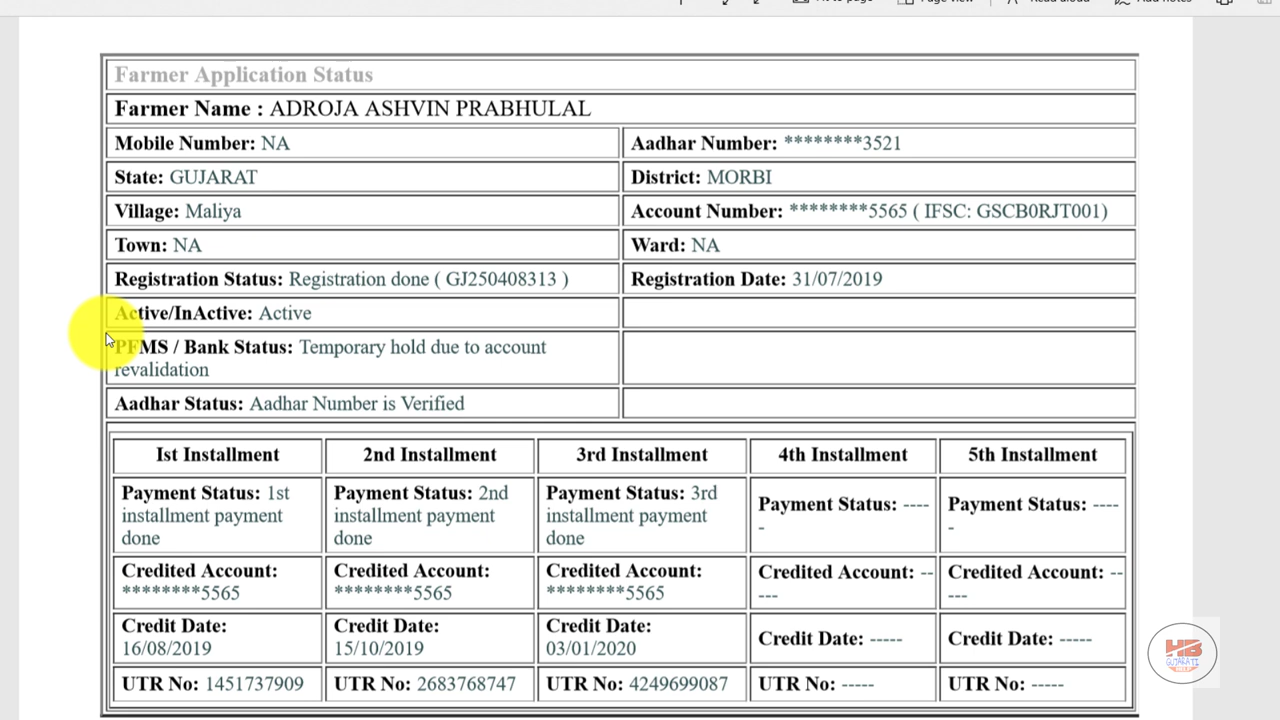 Farmer Application Status
Farmer Name : ADROJA ASHVIN PRABHULAL
Mobile Number: NA
Aadhar Number: ********3521
State: GUJARAT
District: MORBI
Village: Maliya
Account Number: ********5565 ( IFSC: GSCB0RJT001)
Town: NA
Ward: NA
Registration Status: Registration done ( GJ250408313 )
Registration Date: 31/07/2019
Active/InActive: Active
PFMS / Bank Status: Temporary hold due to account
revalidation
Aadhar Status: Aadhar Number is Verified
Ist Installment
2nd Installment
3rd Installment
4th Installment
5th Installment
Payment Status: 1st
installment payment
done
Payment Status: 2nd
installment payment
done
Payment Status: 3rd
installment payment
done
Payment Status: ----
-
Payment Status: ----
-
Credited Account:
********5565
Credited Account:
********5565
Credited Account:
********5565
Credited Account: --
---
Credited Account: --
---
Credit Date:
16/08/2019
Credit Date:
15/10/2019
Credit Date:
03/01/2020
Credit Date: -----
Credit Date: -----
UTR No: 1451737909
UTR No: 2683768747
UTR No: 4249699087
UTR No: -----
UTR No: -----
HB
GUJARATI
HELP